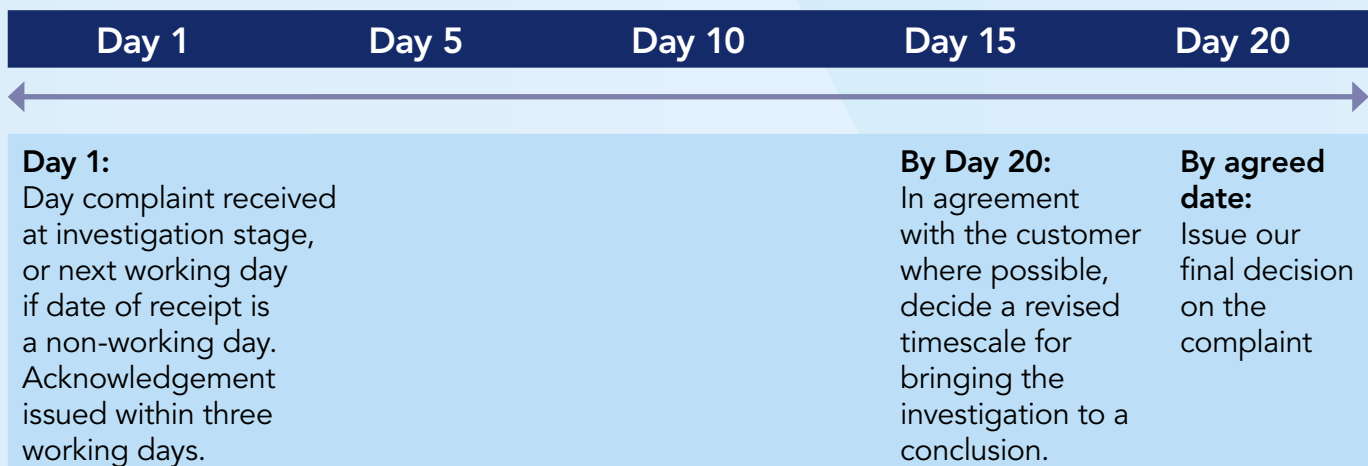 Day 1 Day 5 Day 10 Day 15 Day 20
Day 1:
Day complaint received
at investigation stage,
or next working day
if date of receipt is
a non-working day.
Acknowledgement
issued within three
working days.
By Day 20:
In agreement
with the customer
where possible,
decide a revised
timescale for
bringing the
investigation to a
conclusion.
By agreed
date:
Issue our
final decision
on the
complaint